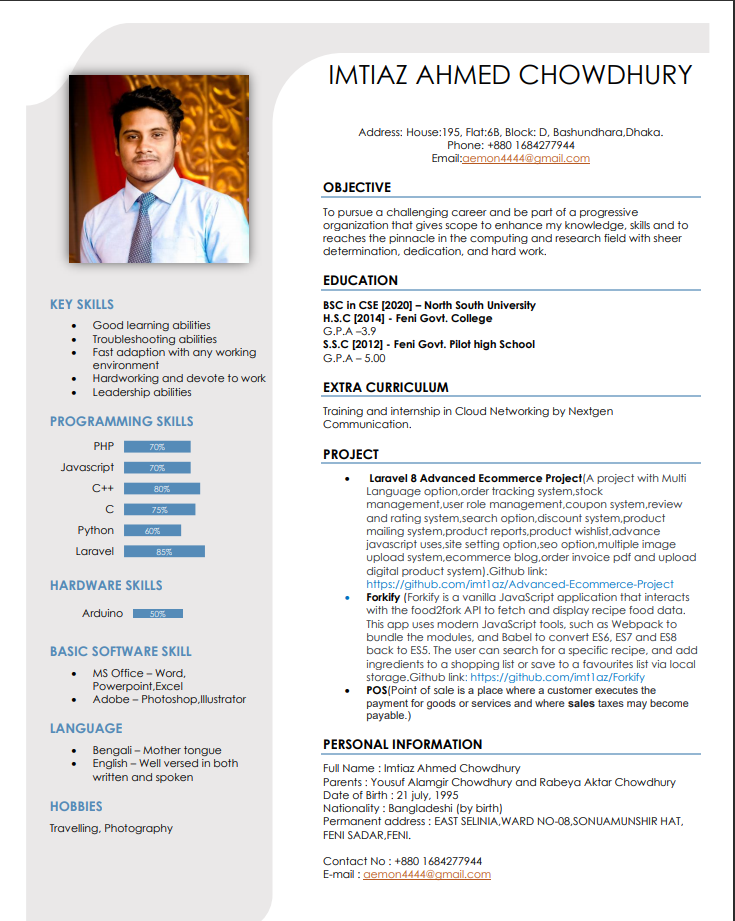 IMTIAZ AHMED CHOWDHURY
Address: House:195, Flat:6B, Block: D, Bashundhara,Dhaka.
Phone: +880 1684277944
Email:aemon4444@gmail.com
OBJECTIVE
To pursue a challenging career and be part of a progressive
organization that gives scope to enhance my knowledge, skills and to
reaches the pinnacle in the computing and research field with sheer
determination, dedication, and hard work.
EDUCATION
BSC in CSE [2020] – North South University
H.S.C [2014] - Feni Govt. College
G.P.A –3.9
S.S.C [2012] - Feni Govt. Pilot high School
G.P.A – 5.00
EXTRA CURRICULUM
Training and internship in Cloud Networking by Nextgen
Communication.
PROJECT
• Laravel 8 Advanced Ecommerce Project(A project with Multi
Language option,order tracking system,stock
management,user role management,coupon system,review
and rating system,search option,discount system,product
mailing system,product reports,product wishlist,advance
javascript uses,site setting option,seo option,multiple image
upload system,ecommerce blog,order invoice pdf and upload
digital product system).Github link:
https://github.com/imt1az/Advanced-Ecommerce-Project
• Forkify (Forkify is a vanilla JavaScript application that interacts
with the food2fork API to fetch and display recipe food data.
This app uses modern JavaScript tools, such as Webpack to
bundle the modules, and Babel to convert ES6, ES7 and ES8
back to ES5. The user can search for a specific recipe, and add
ingredients to a shopping list or save to a favourites list via local
storage.Github link: https://github.com/imt1az/Forkify
• POS(Point of sale is a place where a customer executes the
payment for goods or services and where sales taxes may become
payable.)
PERSONAL INFORMATION
Full Name : Imtiaz Ahmed Chowdhury
Parents : Yousuf Alamgir Chowdhury and Rabeya Aktar Chowdhury
Date of Birth : 21 july, 1995
Nationality : Bangladeshi (by birth)
Permanent address : EAST SELINIA,WARD NO-08,SONUAMUNSHIR HAT,
FENI SADAR,FENI.
Contact No : +880 1684277944
E-mail : aemon4444@gmail.com
KEY SKILLS
• Good learning abilities
• Troubleshooting abilities
• Fast adaption with any working
environment
• Hardworking and devote to work
• Leadership abilities
PROGRAMMING SKILLS
PHP 70%
Javascript 70%
C++ 80%
C 75%
Python 60%
Laravel 85%
HARDWARE SKILLS
Arduino 50%
BASIC SOFTWARE SKILL
• MS Office – Word,
Powerpoint,Excel
• Adobe – Photoshop,Illustrator
LANGUAGE
• Bengali – Mother tongue
• English – Well versed in both
written and spoken
HOBBIES
Travelling, Photography